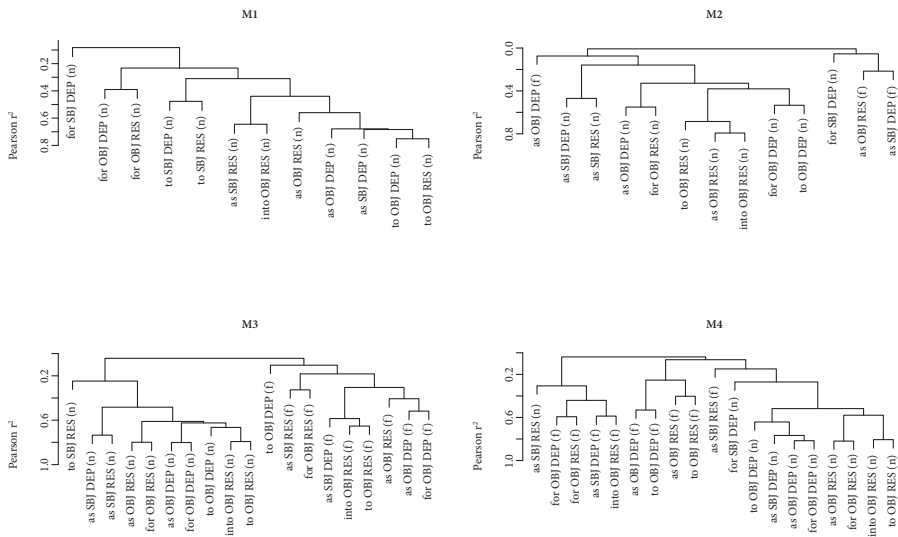 M1
Pearson r²
0.2
0.4
0.6
0.8
for SBJ DEP (n)
for OBJ DEP (n)
for OBJ RES (n)
to SBJ DEP (n)
to SBJ RES (n)
as SBJ RES (n)
into OBJ RES (n)
as OBJ RES (n)
as OBJ DEP (n)
as SBJ DEP (n)
to OBJ DEP (n)
to OBJ RES (n)
M2
Pearson r²
0.0
0.4
0.8
as OBJ DEP (f)
as SBJ DEP (n)
as SBJ RES (n)
as OBJ DEP (n)
for OBJ RES (n)
to OBJ RES (n)
as OBJ RES (n)
into OBJ RES (n)
for OBJ DEP (n)
to OBJ DEP (n)
for SBJ DEP (n)
as OBJ RES (f)
as SBJ DEP (f)
M3
Pearson r²
0.2
0.6
1.0
to SBJ RES (n)
as SBJ DEP (n)
as SBJ RES (n)
as OBJ RES (n)
for OBJ RES (n)
as OBJ DEP (n)
for OBJ DEP (n)
to OBJ DEP (n)
into OBJ RES (n)
to OBJ RES (n)
to OBJ DEP (f)
as SBJ RES (f)
for OBJ RES (f)
as SBJ DEP (f)
into OBJ RES (f)
to OBJ RES (f)
as OBJ RES (f)
as OBJ DEP (f)
for OBJ DEP (f)
M4
Pearson r²
0.2
0.6
1.0
as SBJ RES (n)
for OBJ DEP (f)
for OBJ RES (f)
as SBJ DEP (f)
into OBJ RES (f)
as OBJ DEP (f)
to OBJ DEP (f)
as OBJ RES (f)
to OBJ RES (f)
as SBJ RES (f)
for SBJ DEP (n)
to OBJ DEP (n)
as SBJ DEP (n)
as OBJ DEP (n)
for OBJ DEP (n)
as OBJ RES (n)
for OBJ RES (n)
into OBJ RES (n)
to OBJ RES (n)